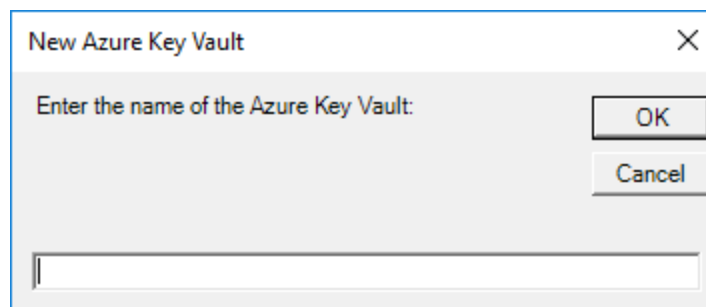 New Azure Key Vault
Enter the name of the Azure Key Vault:
OK
Cancel